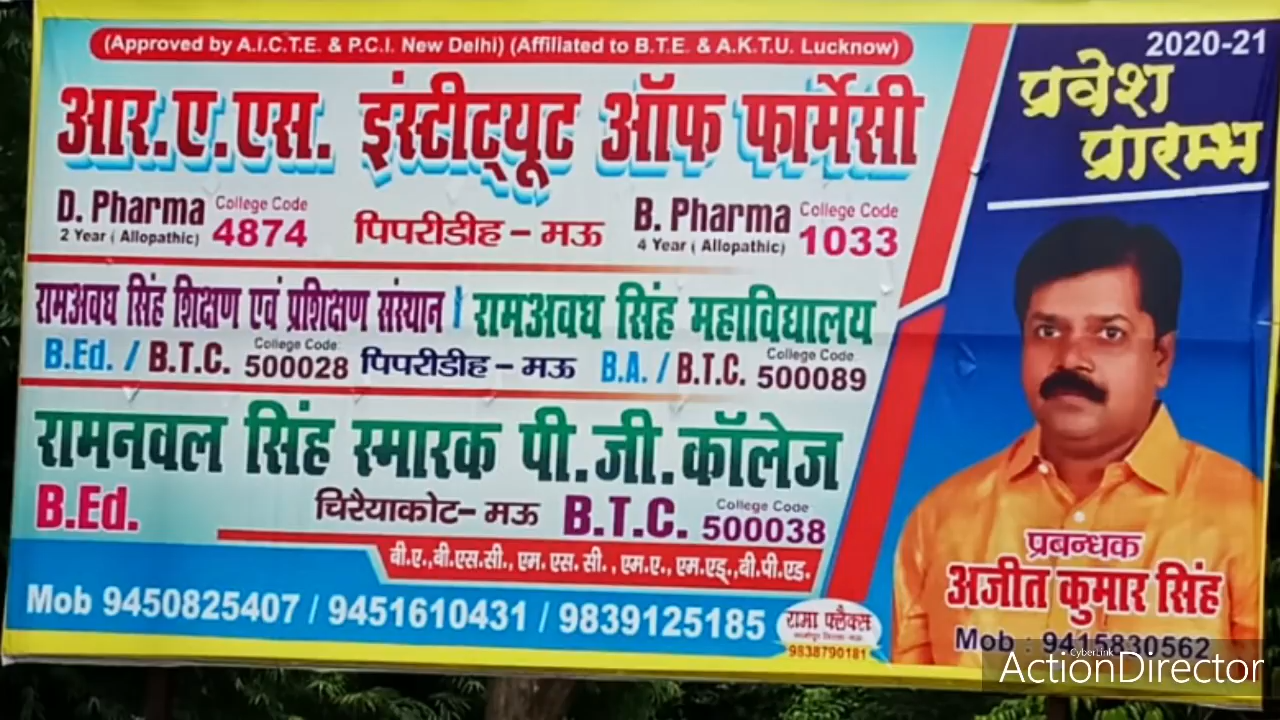 (Approved by A.I.C.T.E. & P.C.I. New Delhi) (Affiliated to B.T.E. & A.K.T.U. Lucknow)
आर.ए.एस. इंस्टीट्यूट ऑफ फार्मेसी
D. Pharma College Code 4874
2 Year ( Allopathic)
पिपरीडीह - मऊ
B. Pharma College Code 1033
4 Year ( Allopathic)
रामअवध सिंह शिक्षण एवं प्रशिक्षण संस्थान
B.Ed. / B.T.C. College Code: 500028
पिपरीडीह - मऊ
रामअवध सिंह महाविद्यालय
B.A. / B.T.C. College Code. 500089
रामनवल सिंह स्मारक पी.जी.कॉलेज
B.Ed.
चिरैयाकोट- मऊ
B.T.C. College Code 500038
बी.ए.,बी.एस.सी., एम. एस. सी. , एम.ए., एम.एड्.,बी.पी.एड.
Mob 9450825407 / 9451610431 / 9839125185
रामा फ्लैक्स
9838790181
2020-21
प्रवेश
प्रारम्भ
प्रबन्धक
अजीत कुमार सिंह
Mob : 9415830562
CyberLink
ActionDirector